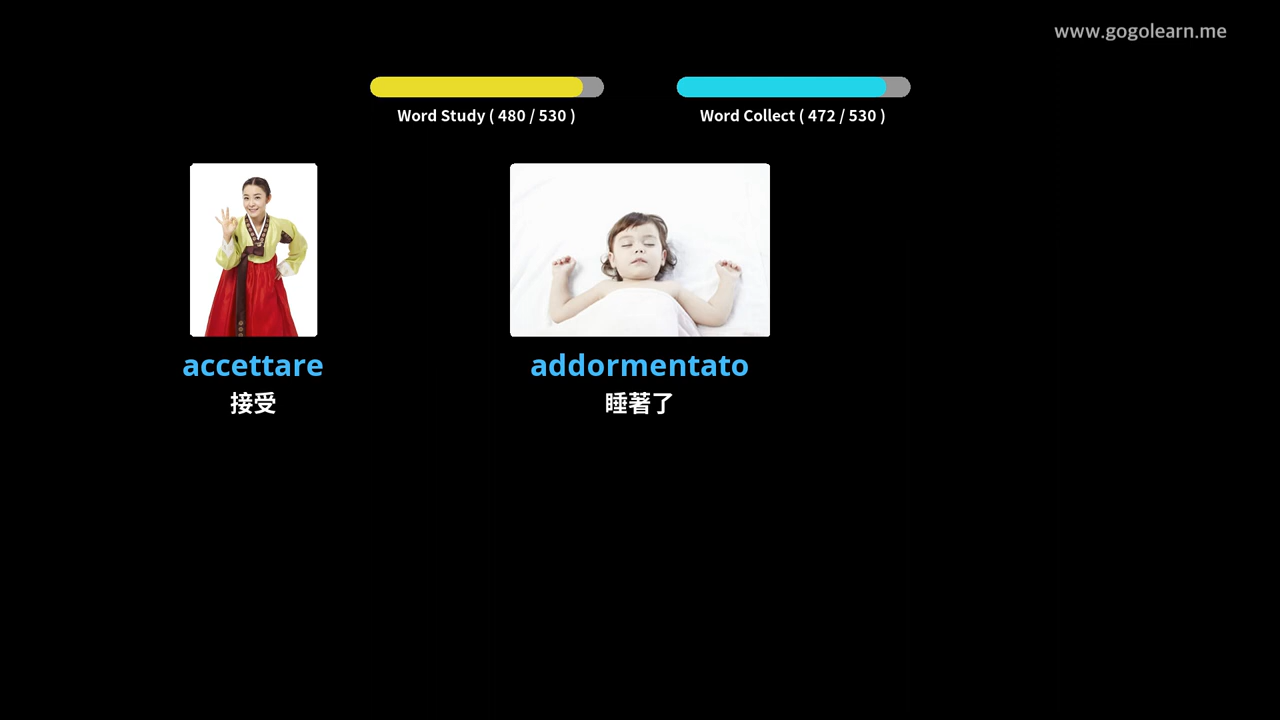 www.gogolearn.me
Word Study ( 480 / 530 )
Word Collect ( 472 / 530 )
accettare
接受
addormentato
睡著了